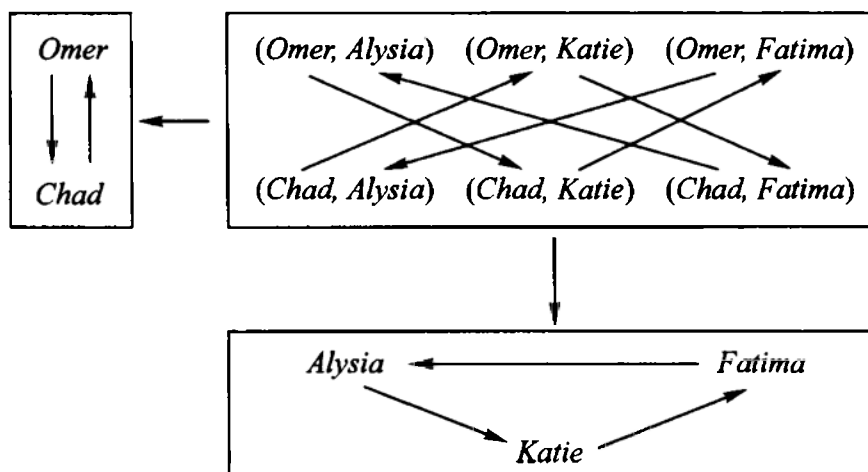 Omer
(Omer, Alysia) (Omer, Katie) (Omer, Fatima)
Chad
(Chad, Alysia) (Chad, Katie) (Chad, Fatima)
Alysia Fatima
Katie